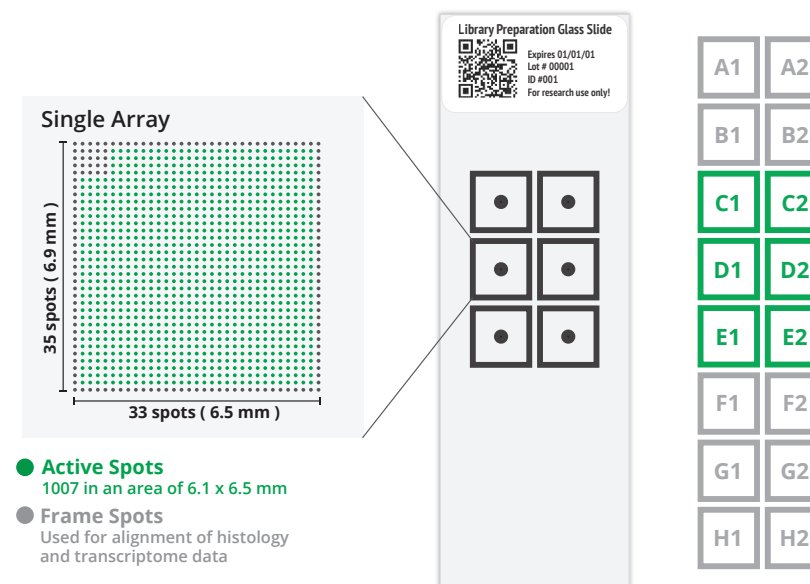 Library Preparation Glass Slide
Expires 01/01/01
Lot # 00001
ID #001
For research use only!
Single Array
35 spots ( 6.9 mm )
33 spots ( 6.5 mm )
Active Spots
1007 in an area of 6.1 x 6.5 mm
Frame Spots
Used for alignment of histology
and transcriptome data
A1 A2
B1 B2
C1 C2
D1 D2
E1 E2
F1 F2
G1 G2
H1 H2